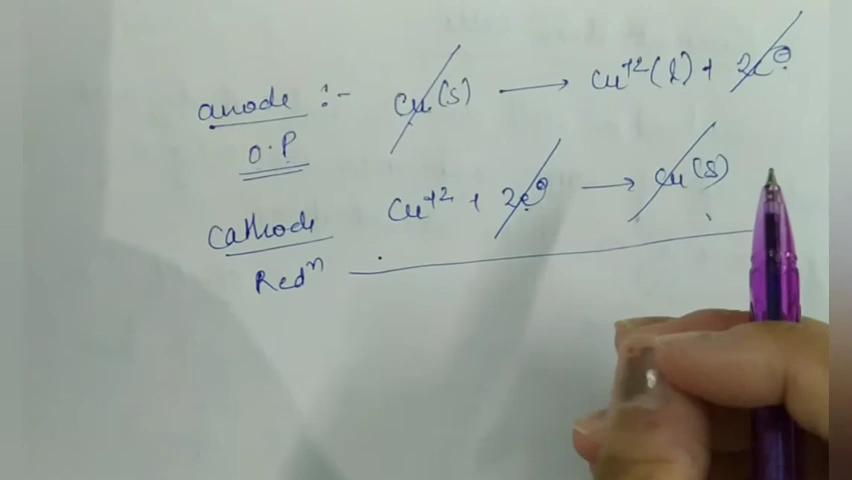 anode :- Cu(s) → Cu+2(l) + 2e⊖
O.P
Cathode Cu+2 + 2e⊖ → Cu(s)
Redn